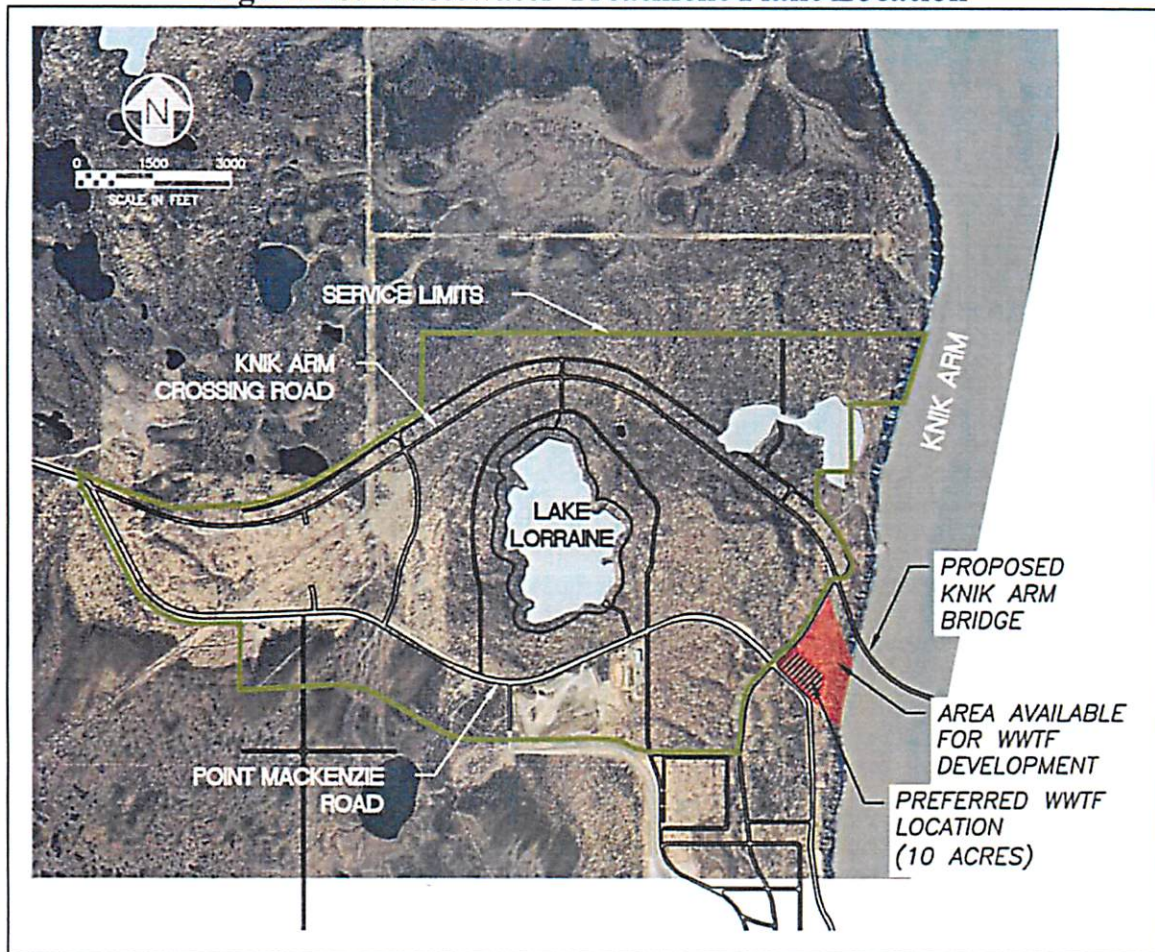 Location
N
0 1500 3000
SCALE IN FEET
SERVICE LIMITS
KNIK ARM
CROSSING ROAD
KNIK ARM
LAKE
LORRAINE
PROPOSED
KNIK ARM
BRIDGE
AREA AVAILABLE
FOR WWTF
DEVELOPMENT
POINT MACKENZIE
ROAD
PREFERRED WWTF
LOCATION
(10 ACRES)